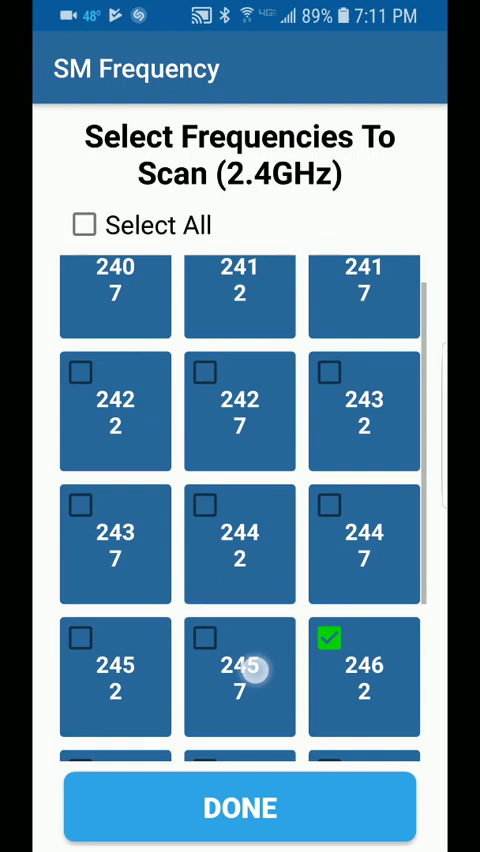 48° 4G 89% 7:11 PM
SM Frequency
Select Frequencies To
Scan (2.4GHz)
Select All
240 241 241
7 2 7
242 242 243
2 7 2
243 244 244
7 2 7
245 245 246
2 7 2
DONE